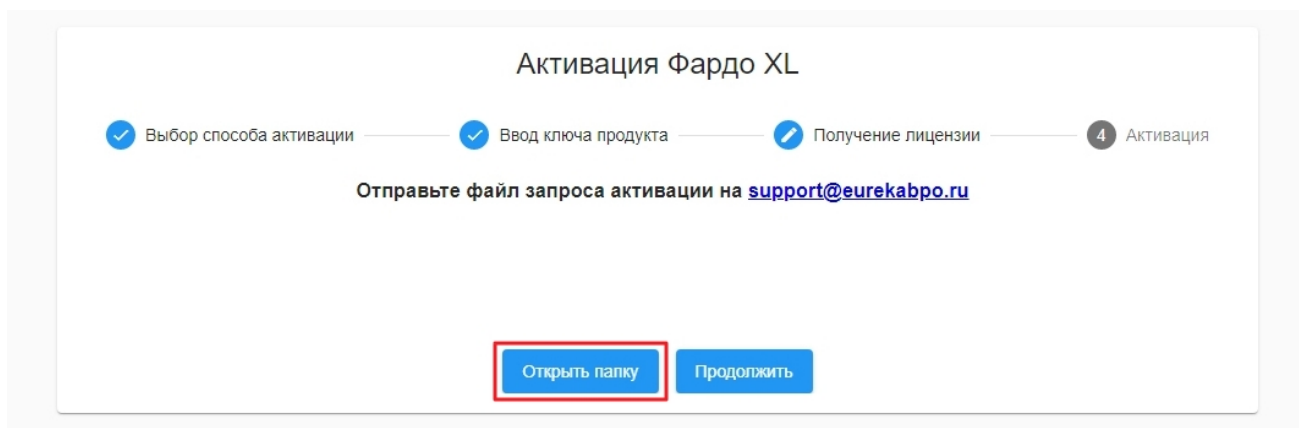 Активация Фардо XL
Выбор способа активации
Ввод ключа продукта
Получение лицензии
4 Активация
Отправьте файл запроса активации на support@eurekabpo.ru
Открыть папку
Продолжить